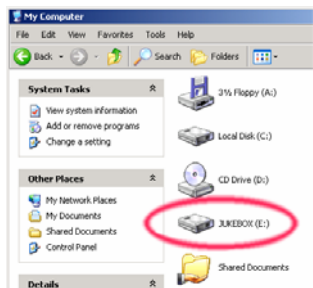 My Computer
File Edit View Favorites Tools Help
Back Search Folders
System Tasks
View system information
Add or remove programs
Change a setting
Other Places
My Network Places
My Documents
Shared Documents
Control Panel
Details
3½ Floppy (A:)
Local Disk (C:)
CD Drive (D:)
JUKEBOX (E:)
Shared Documents